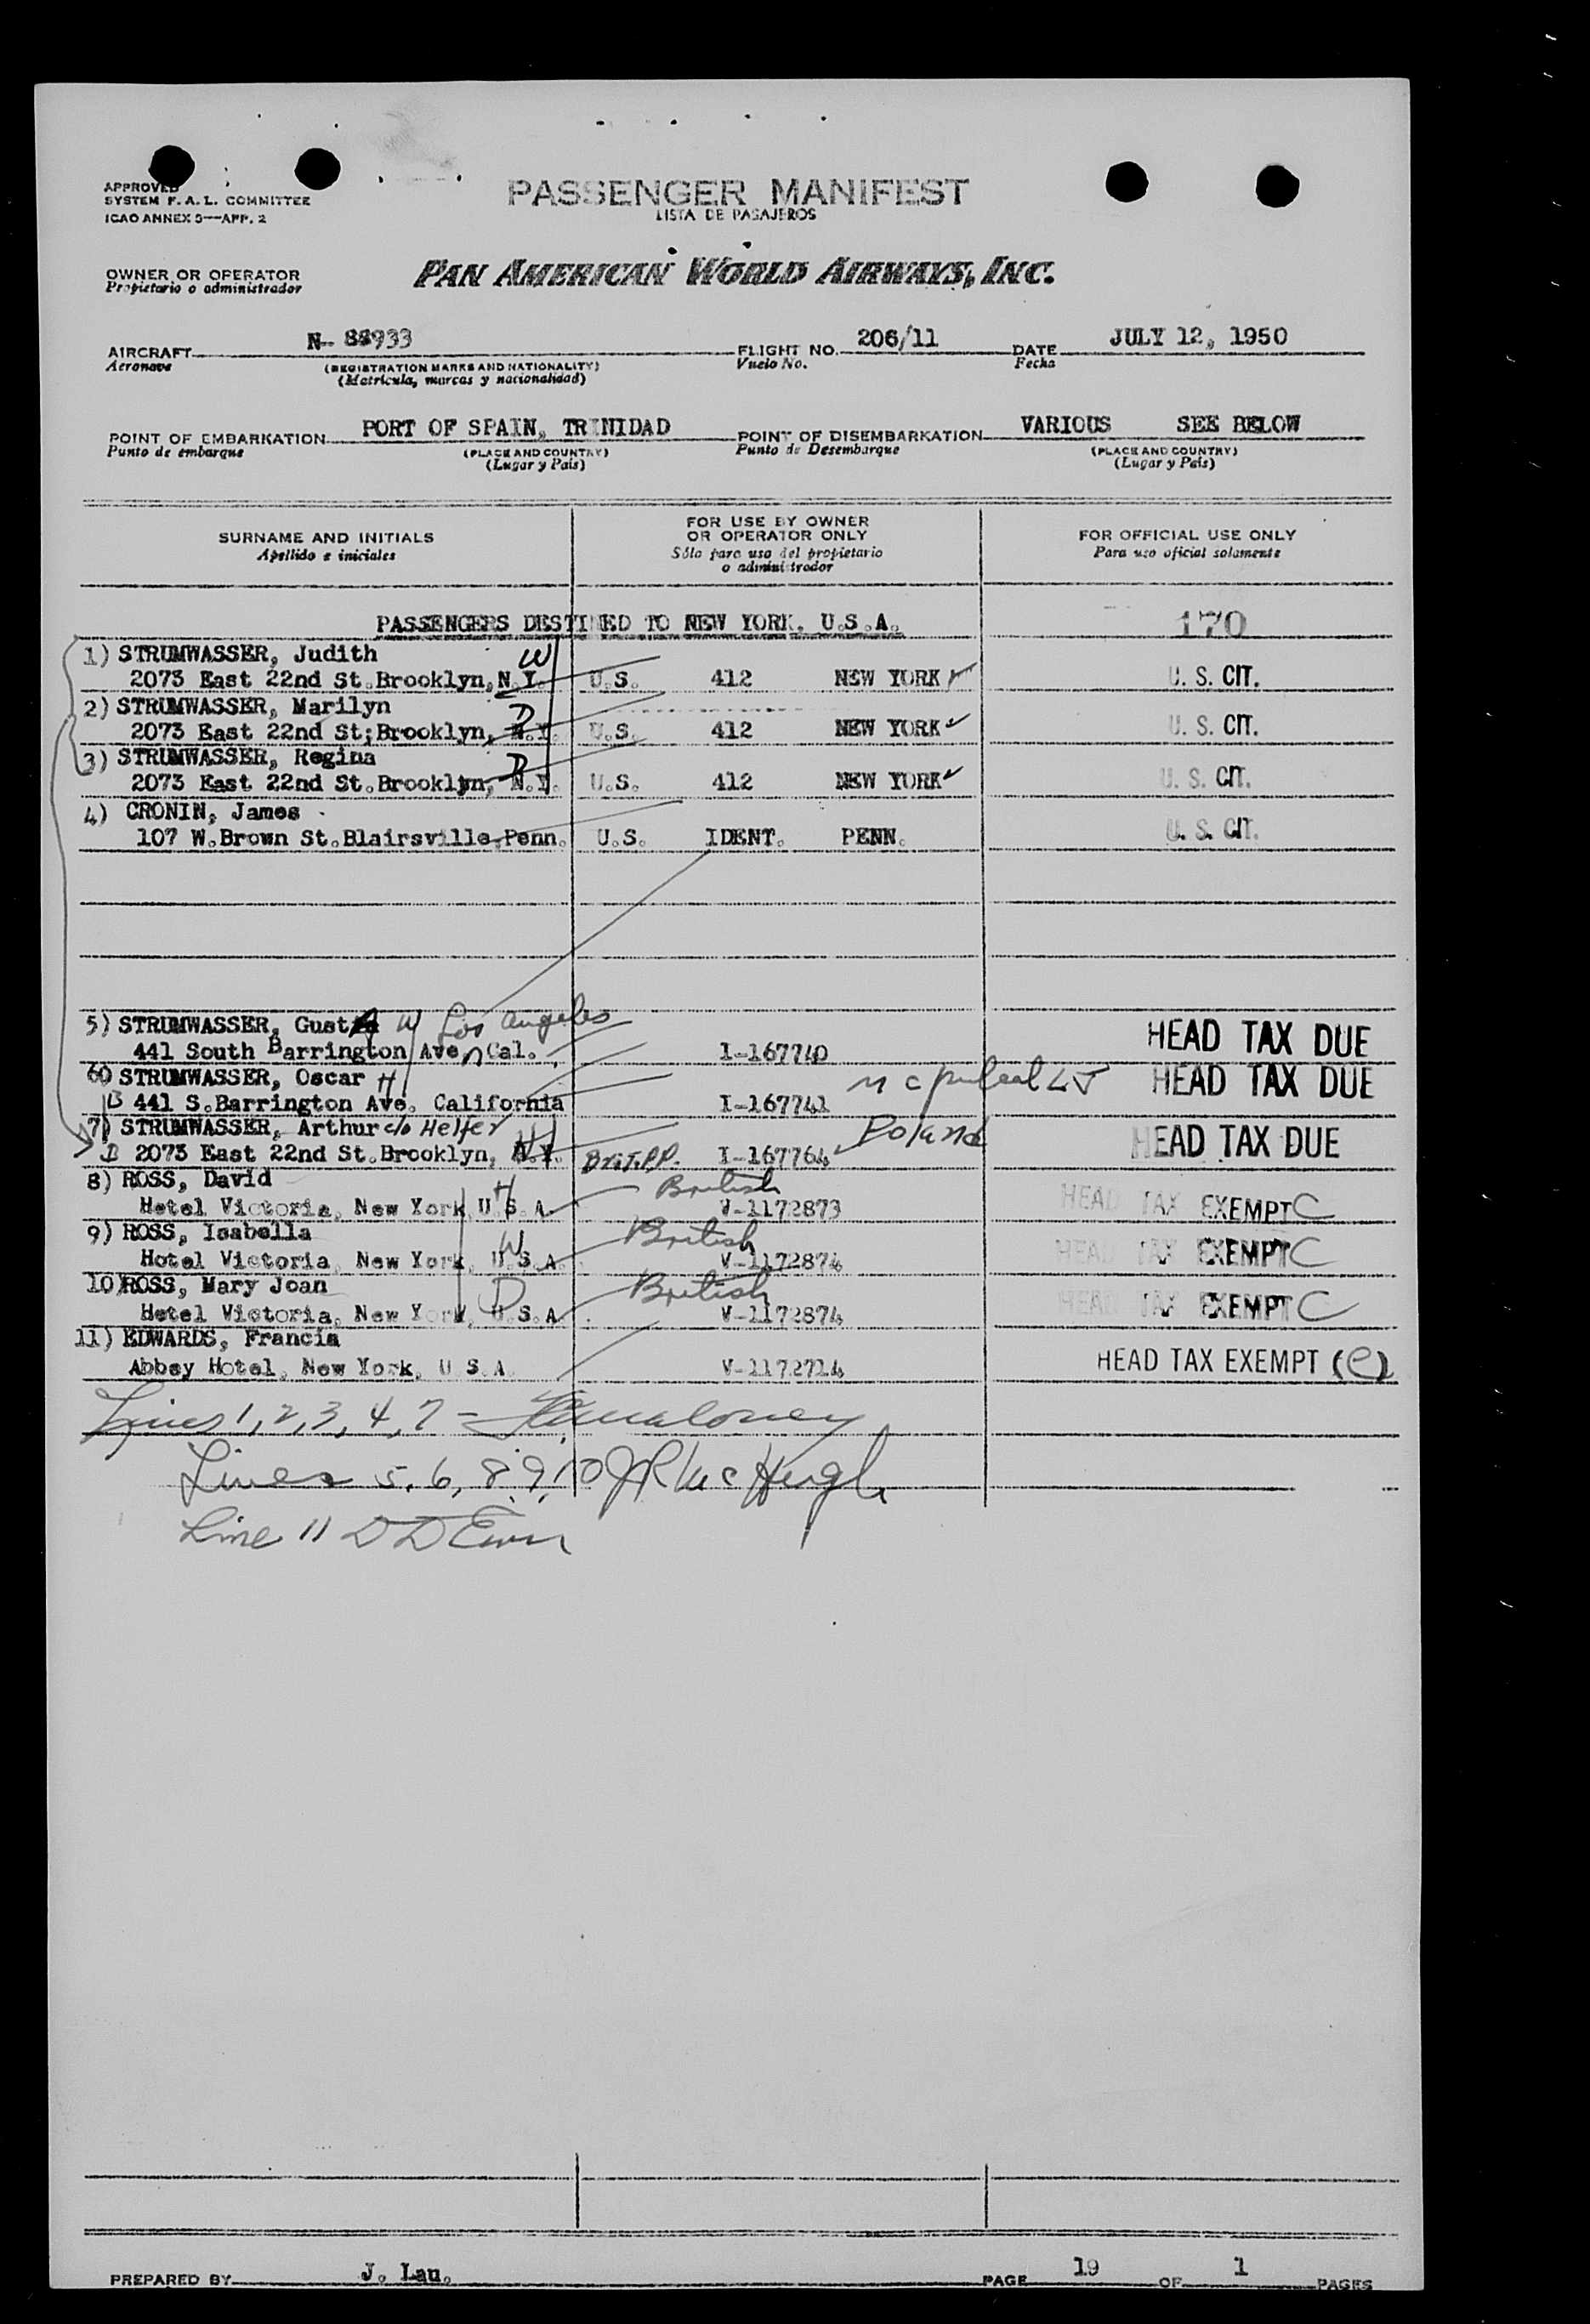 APPROVED
SYSTEM F. A. L. COMMITTEE
ICAO ANNEX 9—APP. 2
PASSENGER MANIFEST
LISTA DE PASAJEROS
OWNER OR OPERATOR
Propietario o administrador
PAN AMERICAN WORLD AIRWAYS, INC.
AIRCRAFT N- 88933 FLIGHT NO. 206/11 DATE JULY 12, 1950
Aeronave (REGISTRATION MARKS AND NATIONALITY) Vuelo No. Fecha
(Matricula, marcas y nacionalidad)
POINT OF EMBARKATION PORT OF SPAIN, TRINIDAD POINT OF DISEMBARKATION VARIOUS SEE BELOW
Punto de embarque (PLACE AND COUNTRY) Punto de Desembarque (PLACE AND COUNTRY)
(Lugar y Pais) (Lugar y Pais)
SURNAME AND INITIALS FOR USE BY OWNER OR OPERATOR ONLY FOR OFFICIAL USE ONLY
Apellido e iniciales Sólo para uso del propietario o administrador Para uso oficial solamente
PASSENGERS DESTINED TO NEW YORK, U.S.A. 170
1) STRUMWASSER, Judith W
2073 East 22nd St.Brooklyn,N.Y. U.S. 412 NEW YORK U. S. CIT.
2) STRUMWASSER, Marilyn D
2073 East 22nd St;Brooklyn, N.Y. U.S. 412 NEW YORK U. S. CIT.
3) STRUMWASSER, Regina D
2073 East 22nd St.Brooklyn, N.Y. U.S. 412 NEW YORK U. S. CIT.
4) CRONIN, James
107 W.Brown St.Blairsville,Penn. U.S. IDENT. PENN. U. S. CIT.
5) STRUMWASSER, Gusta W Los Angeles
441 South Barrington Ave, Cal. I-167740 HEAD TAX DUE
60 STRUMWASSER, Oscar H
441 S.Barrington Ave. California I-167741 HEAD TAX DUE
7) STRUMWASSER, Arthur c/o Helfer Poland
2073 East 22nd St.Brooklyn, N.Y. Brit.P.P. I-167764 HEAD TAX DUE
8) ROSS, David H British
Hotel Victoria, New York, U.S.A. V-1172873 HEAD TAX EXEMPT C
9) ROSS, Isabella W British
Hotel Victoria, New York, U.S.A. V-1172874 HEAD TAX EXEMPT C
10)ROSS, Mary Joan D British
Hotel Victoria, New York, U.S.A. V-1172874 HEAD TAX EXEMPT C
11) EDWARDS, Francia
Abbey Hotel, New York, U.S.A. V-1172714 HEAD TAX EXEMPT (C)
Lines 1, 2, 3, 4, 7 -
Lines 5, 6, 8, 9, 10 JR McHugh
Line 11 D D
PREPARED BY J. Lau. PAGE 19 OF 1 PAGES